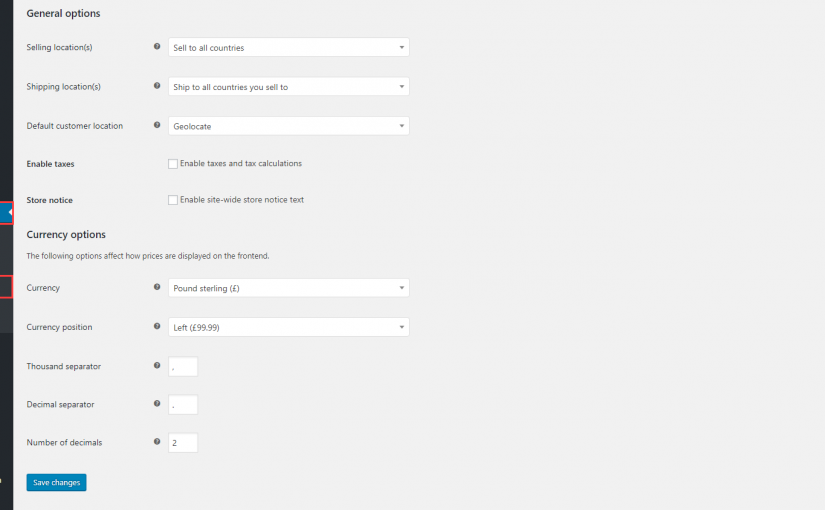 General options
Selling location(s) Sell to all countries
Shipping location(s) Ship to all countries you sell to
Default customer location Geolocate
Enable taxes Enable taxes and tax calculations
Store notice Enable site-wide store notice text
Currency options
The following options affect how prices are displayed on the frontend.
Currency Pound sterling (£)
Currency position Left (£99.99)
Thousand separator
Decimal separator .
Number of decimals 2
Save changes